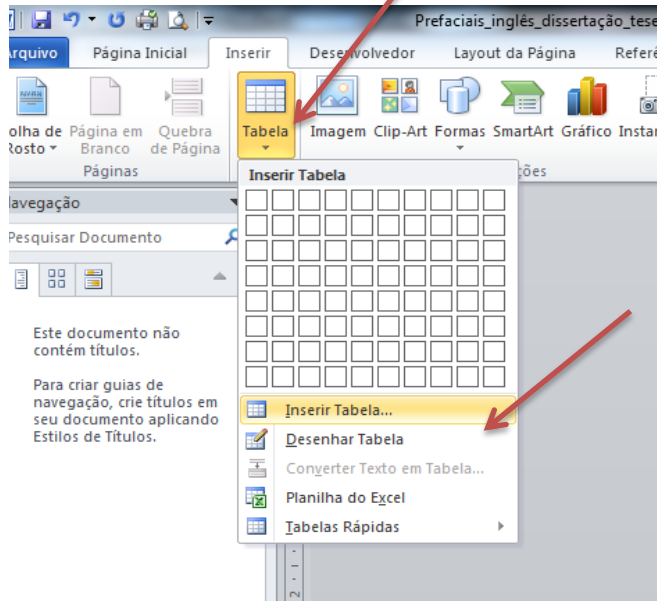 Prefaciais_inglês_dissertação_tese
Arquivo Página Inicial Inserir Desenvolvedor Layout da Página Referê
olha de Página em Quebra Tabela Imagem Clip-Art Formas SmartArt Gráfico Instan
Rosto Branco de Página
Páginas ções
Inserir Tabela
Navegação
Pesquisar Documento
Este documento não
contém títulos.
Para criar guias de
navegação, crie títulos em
seu documento aplicando
Estilos de Títulos.
Inserir Tabela...
Desenhar Tabela
Converter Texto em Tabela...
Planilha do Excel
Tabelas Rápidas
2